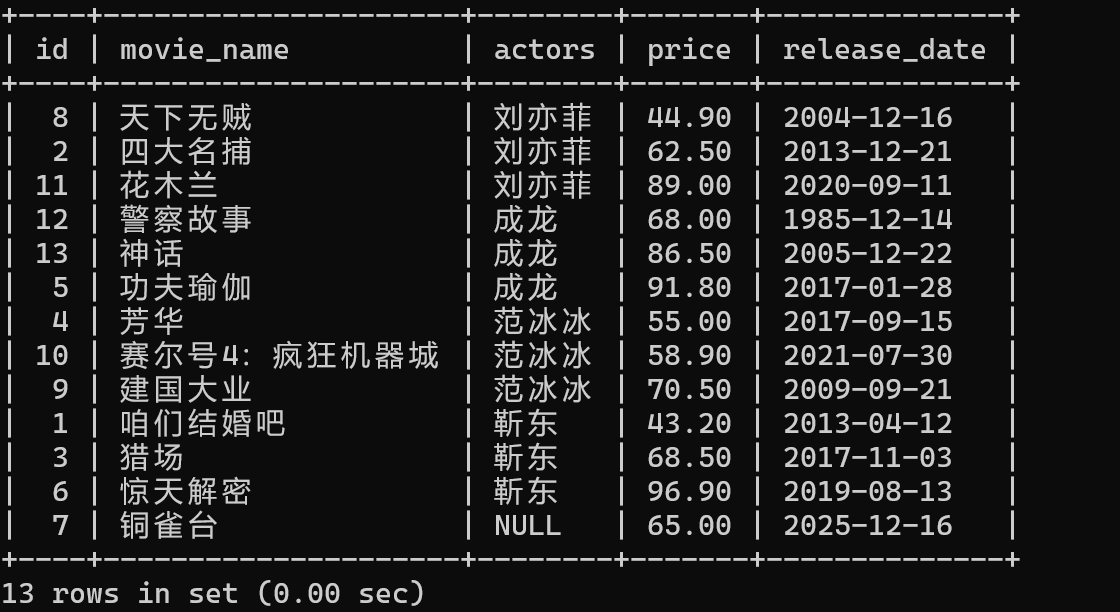 +-----+----------------------+---------+-------+--------------+
| id | movie_name | actors | price | release_date |
+-----+----------------------+---------+-------+--------------+
| 8 | 天下无贼 | 刘亦菲 | 44.90 | 2004-12-16 |
| 2 | 四大名捕 | 刘亦菲 | 62.50 | 2013-12-21 |
| 11 | 花木兰 | 刘亦菲 | 89.00 | 2020-09-11 |
| 12 | 警察故事 | 成龙 | 68.00 | 1985-12-14 |
| 13 | 神话 | 成龙 | 86.50 | 2005-12-22 |
| 5 | 功夫瑜伽 | 成龙 | 91.80 | 2017-01-28 |
| 4 | 芳华 | 范冰冰 | 55.00 | 2017-09-15 |
| 10 | 赛尔号4: 疯狂机器城 | 范冰冰 | 58.90 | 2021-07-30 |
| 9 | 建国大业 | 范冰冰 | 70.50 | 2009-09-21 |
| 1 | 咱们结婚吧 | 靳东 | 43.20 | 2013-04-12 |
| 3 | 猎场 | 靳东 | 68.50 | 2017-11-03 |
| 6 | 惊天解密 | 靳东 | 96.90 | 2019-08-13 |
| 7 | 铜雀台 | NULL | 65.00 | 2025-12-16 |
+-----+----------------------+---------+-------+--------------+
13 rows in set (0.00 sec)